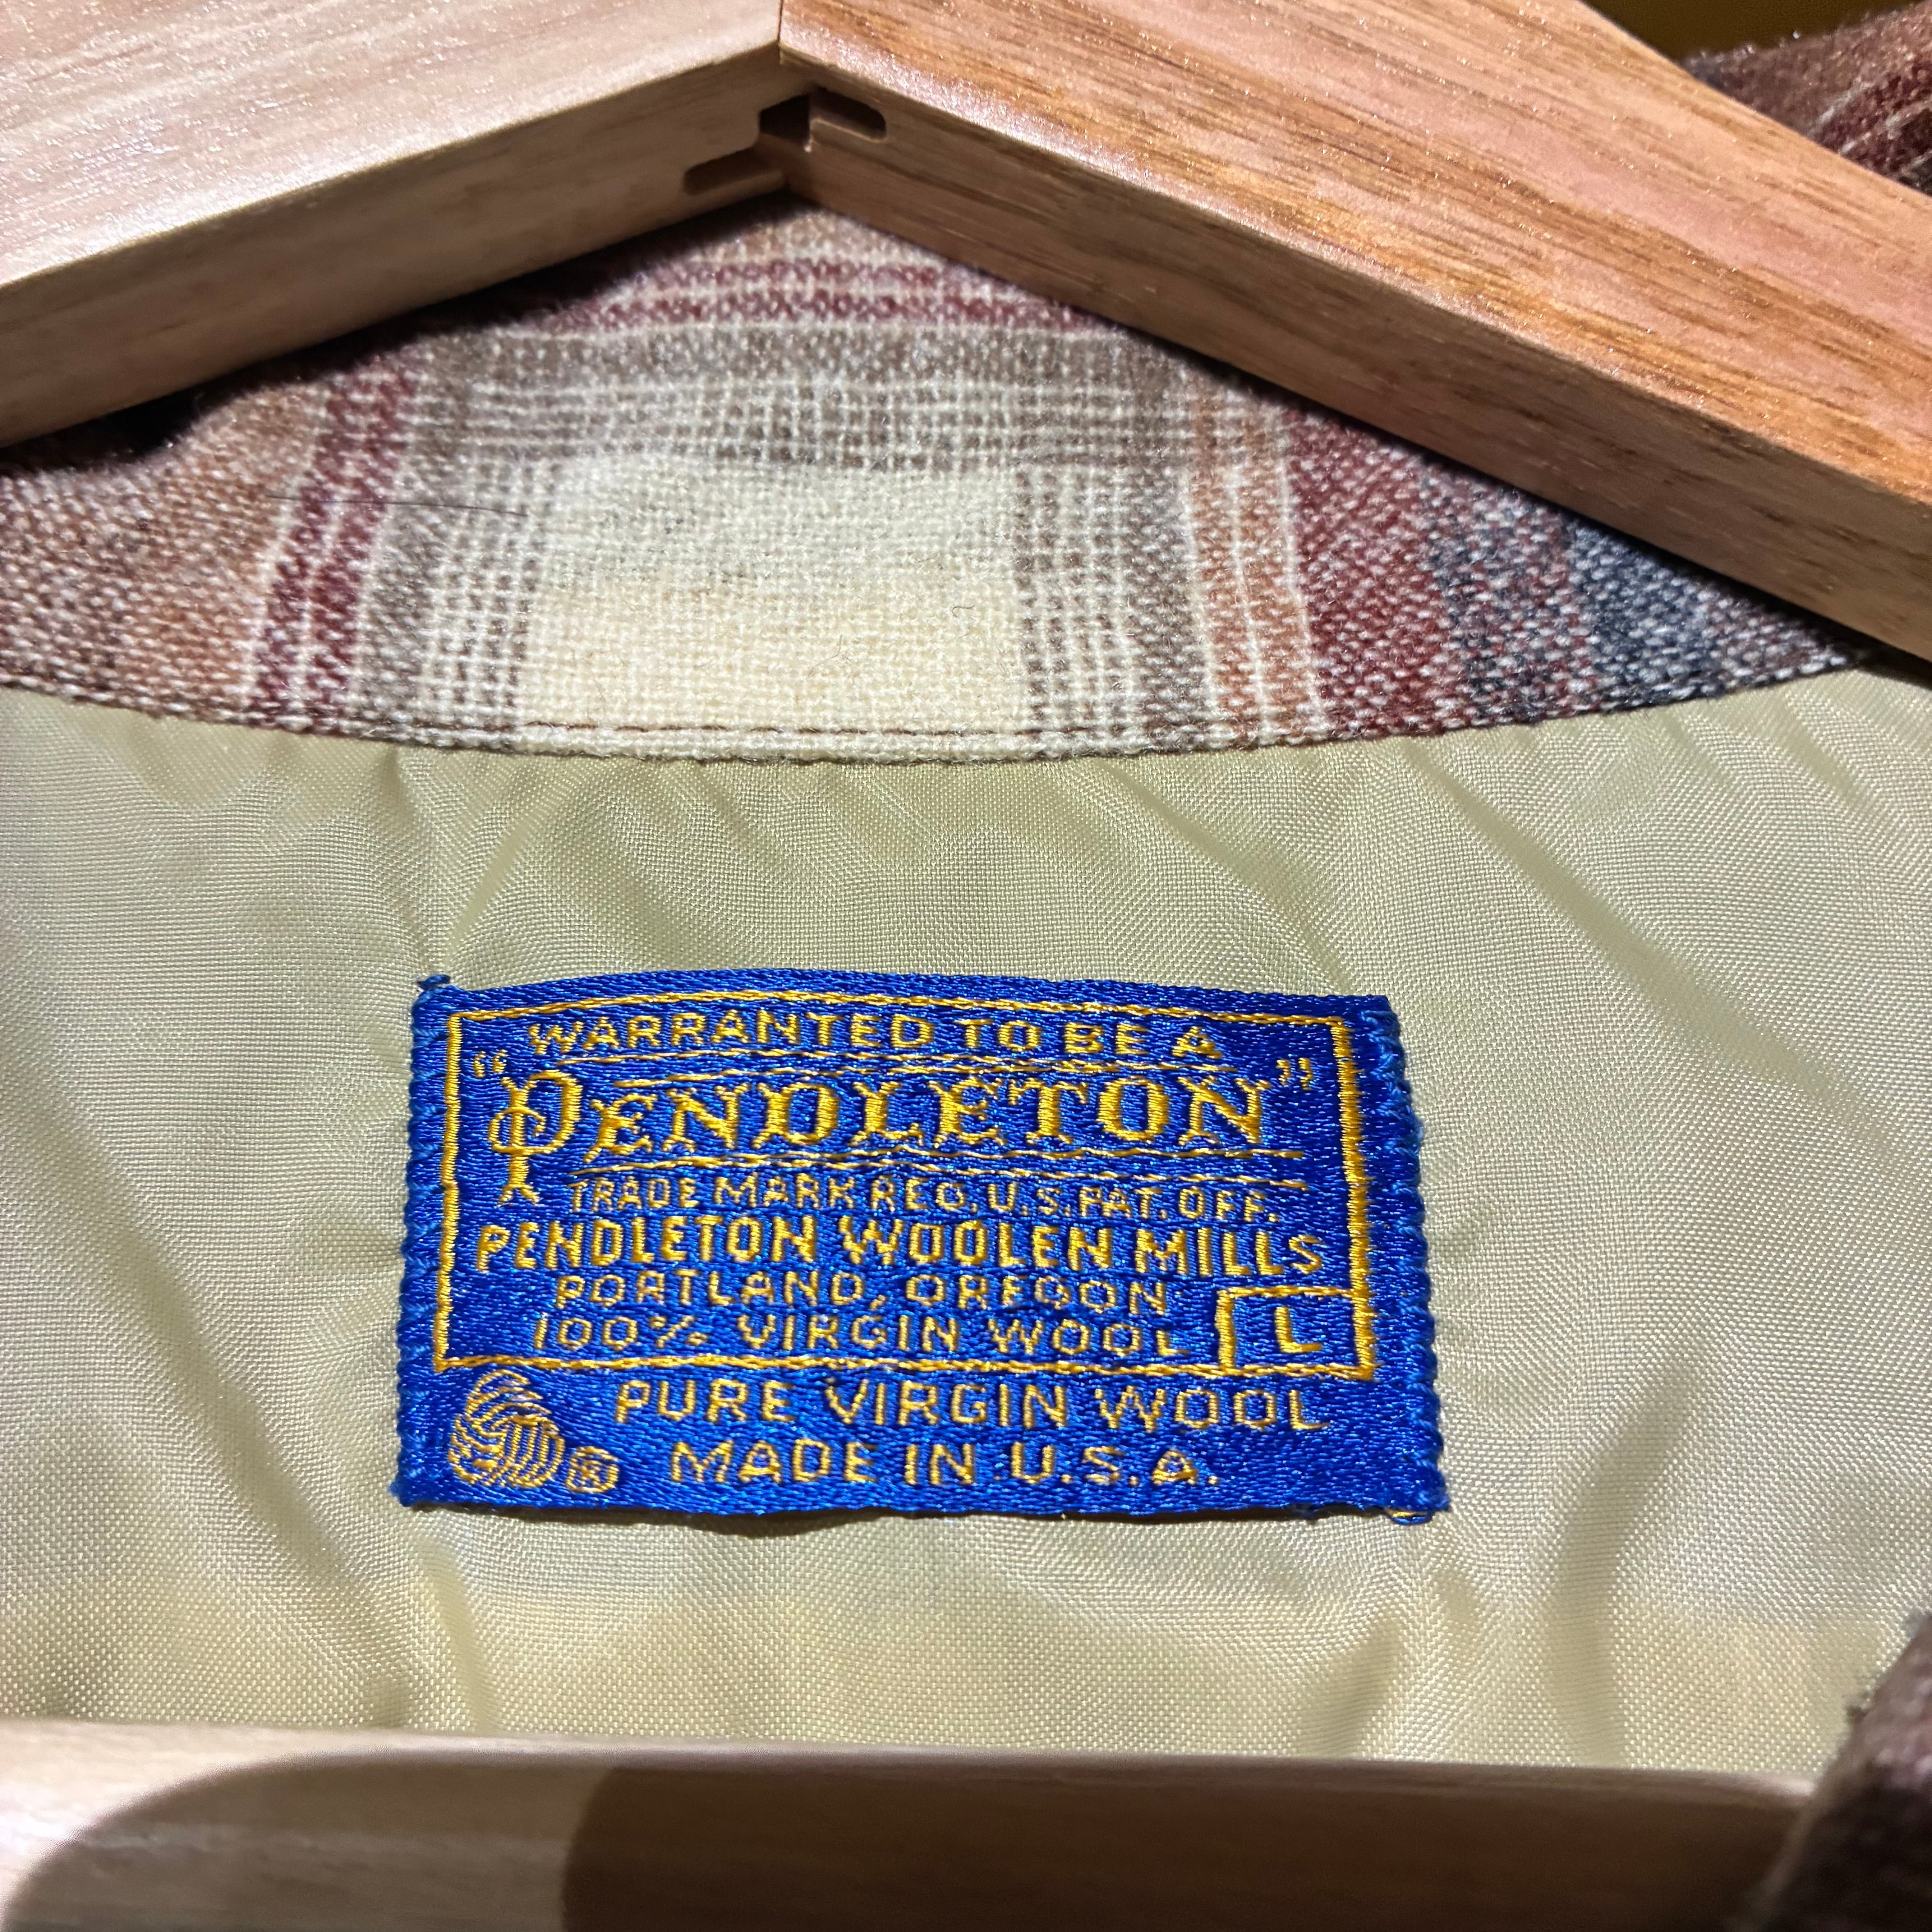 WARRANTED TO BE A
"PENDLETON"
TRADE MARK REG. U.S. PAT. OFF.
PENDLETON WOOLEN MILLS
PORTLAND, OREGON
100% VIRGIN WOOL L
PURE VIRGIN WOOL
® MADE IN U.S.A.